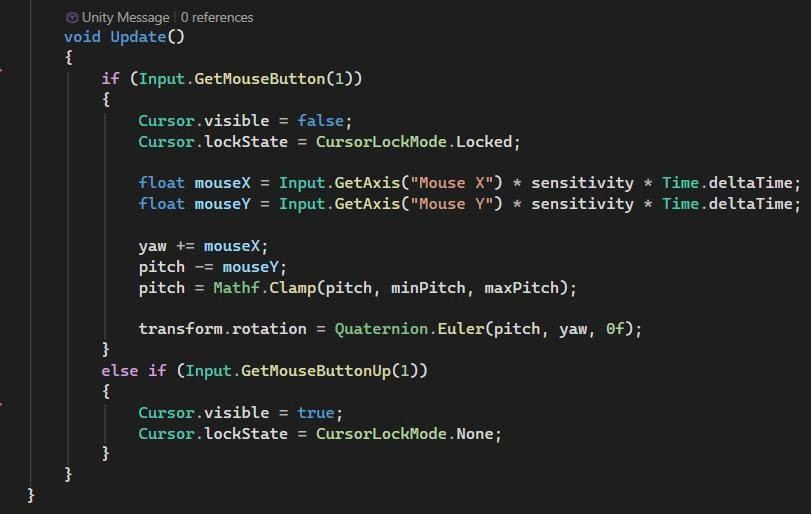 Unity Message | 0 references
void Update()
{
if (Input.GetMouseButton(1))
{
Cursor.visible = false;
Cursor.lockState = CursorLockMode.Locked;
float mouseX = Input.GetAxis("Mouse X") * sensitivity * Time.deltaTime;
float mouseY = Input.GetAxis("Mouse Y") * sensitivity * Time.deltaTime;
yaw += mouseX;
pitch -= mouseY;
pitch = Mathf.Clamp(pitch, minPitch, maxPitch);
transform.rotation = Quaternion.Euler(pitch, yaw, 0f);
}
else if (Input.GetMouseButtonUp(1))
{
Cursor.visible = true;
Cursor.lockState = CursorLockMode.None;
}
}
}